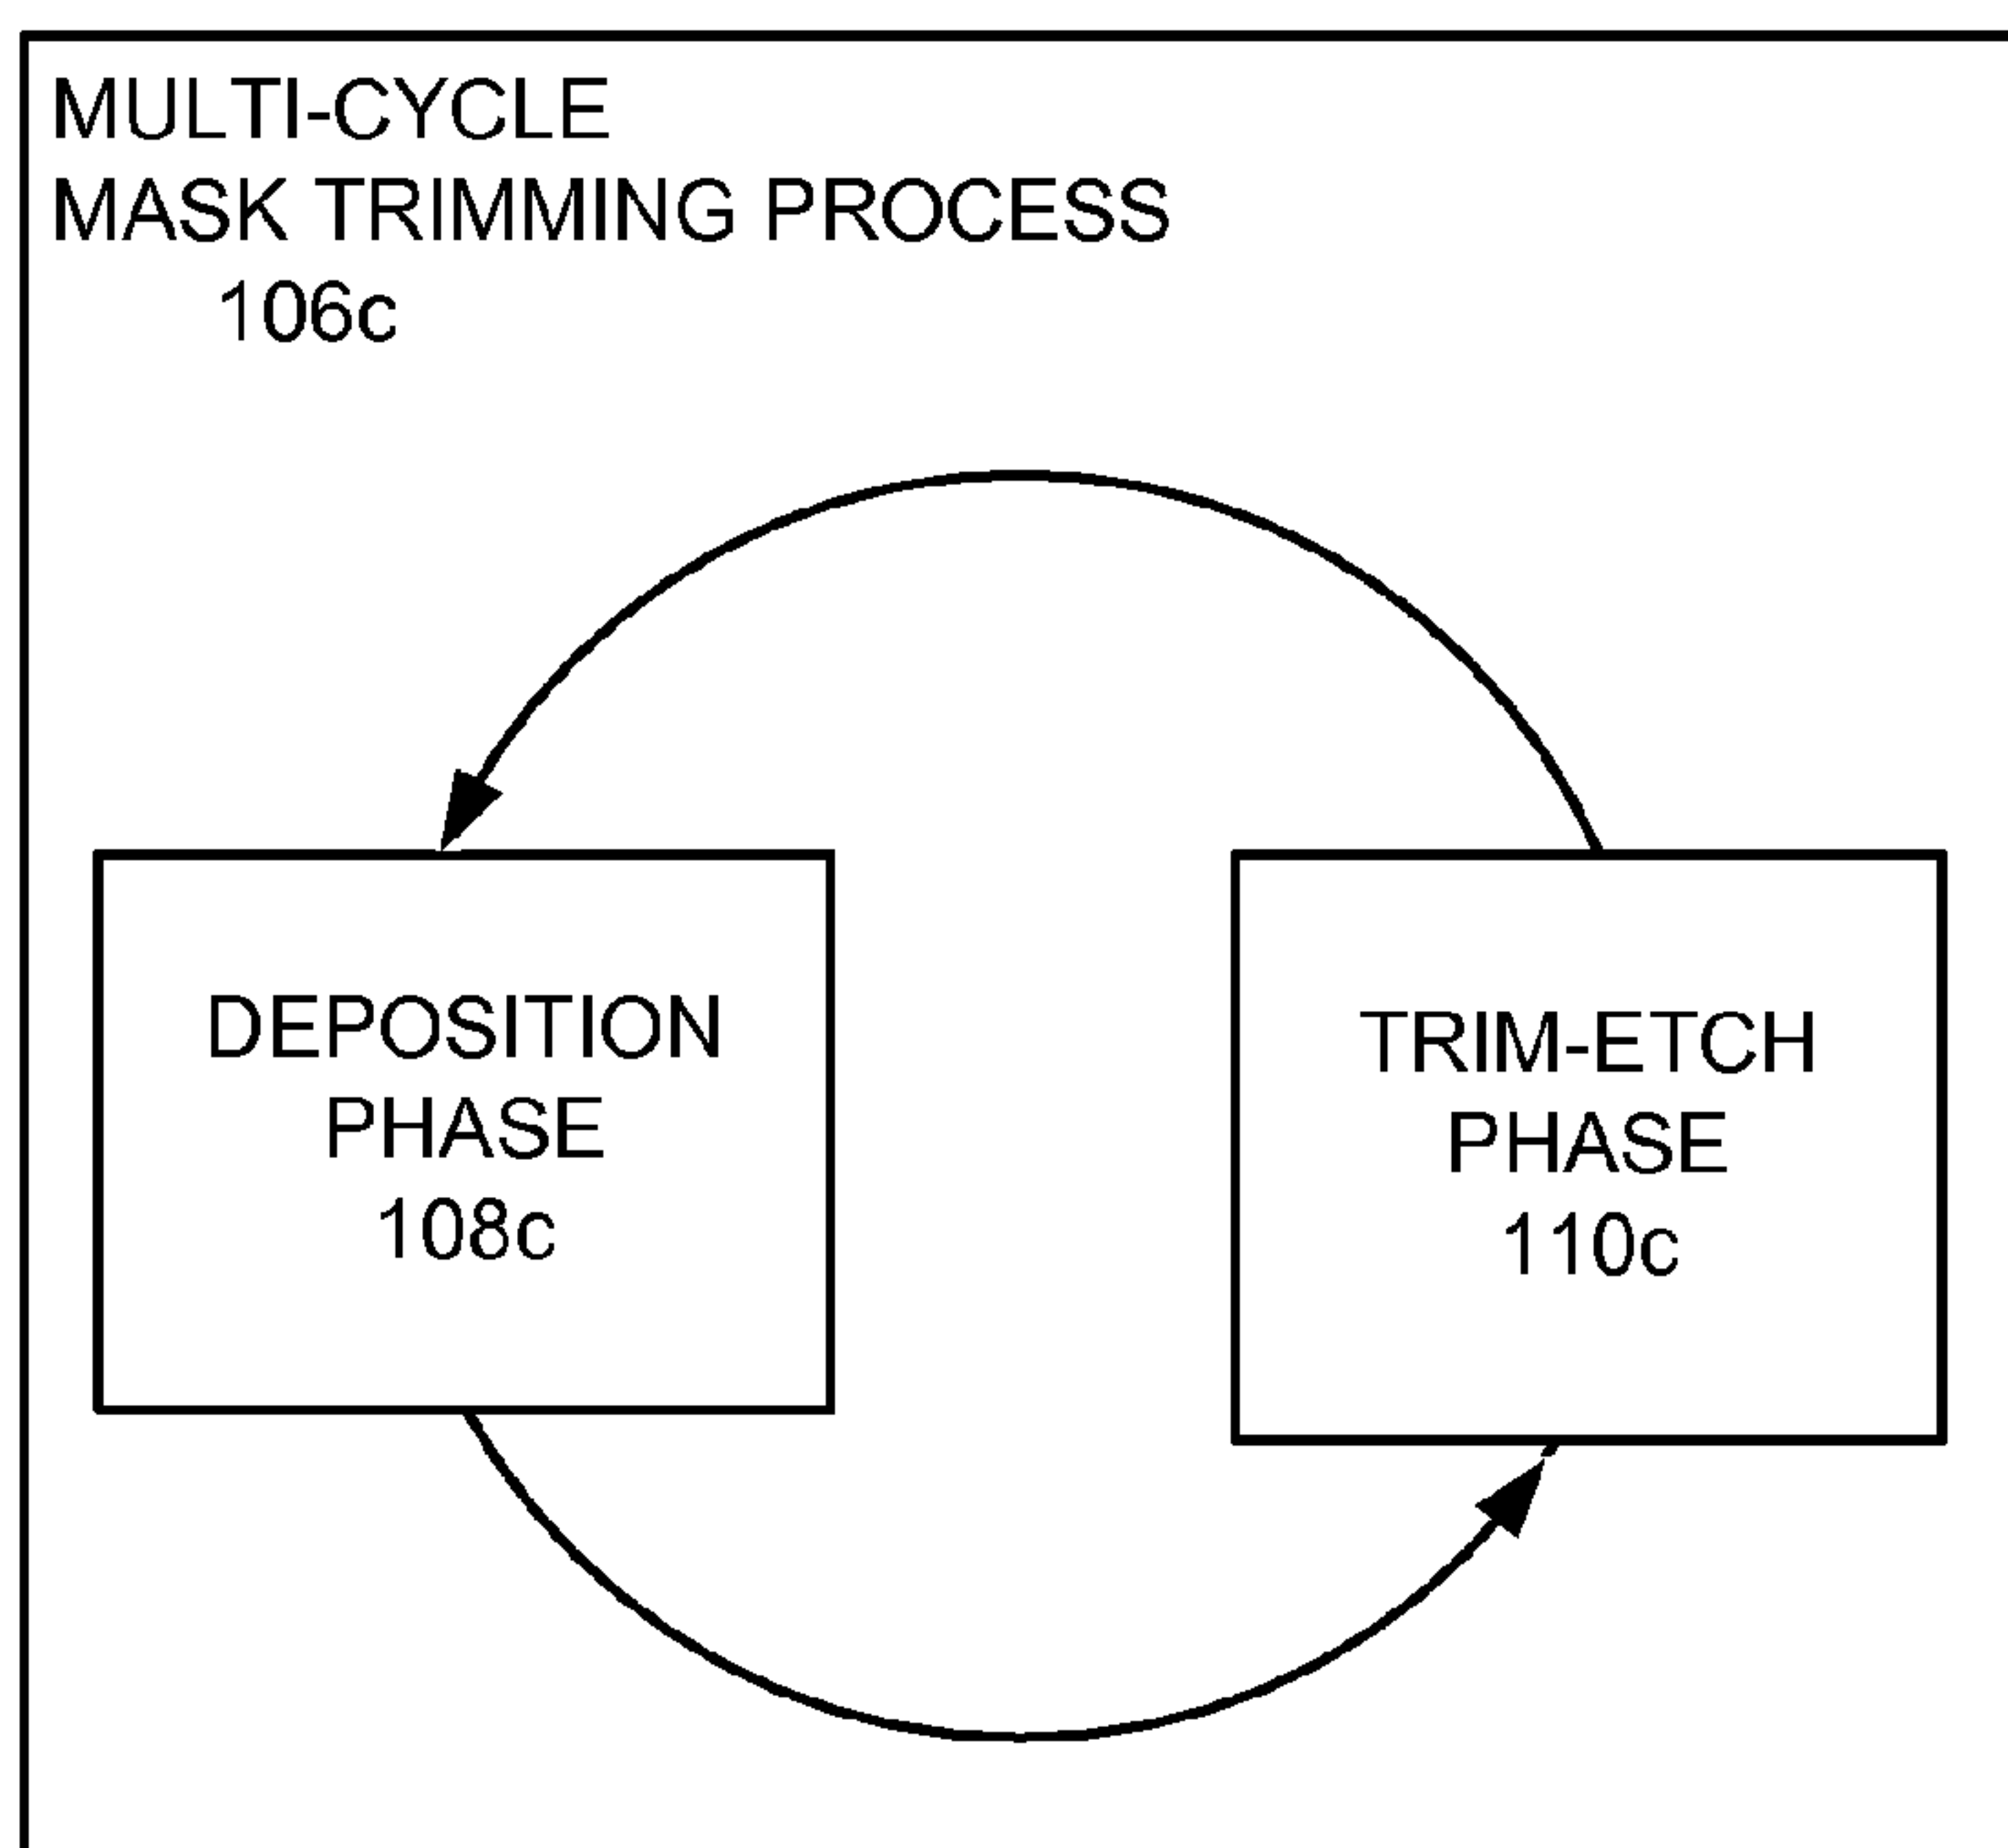 MULTI-CYCLE
MASK TRIMMING PROCESS
106c
DEPOSITION
PHASE
108c
TRIM-ETCH
PHASE
110c